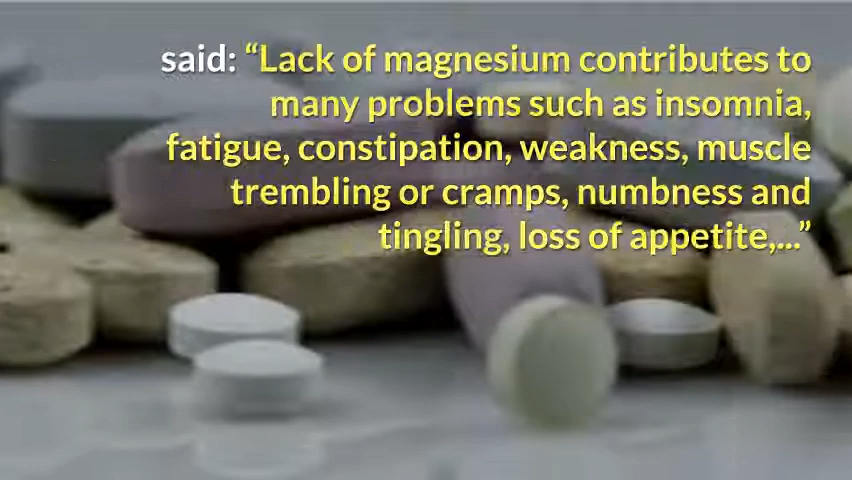 said: “Lack of magnesium contributes to
many problems such as insomnia,
fatigue, constipation, weakness, muscle
trembling or cramps, numbness and
tingling, loss of appetite,...”